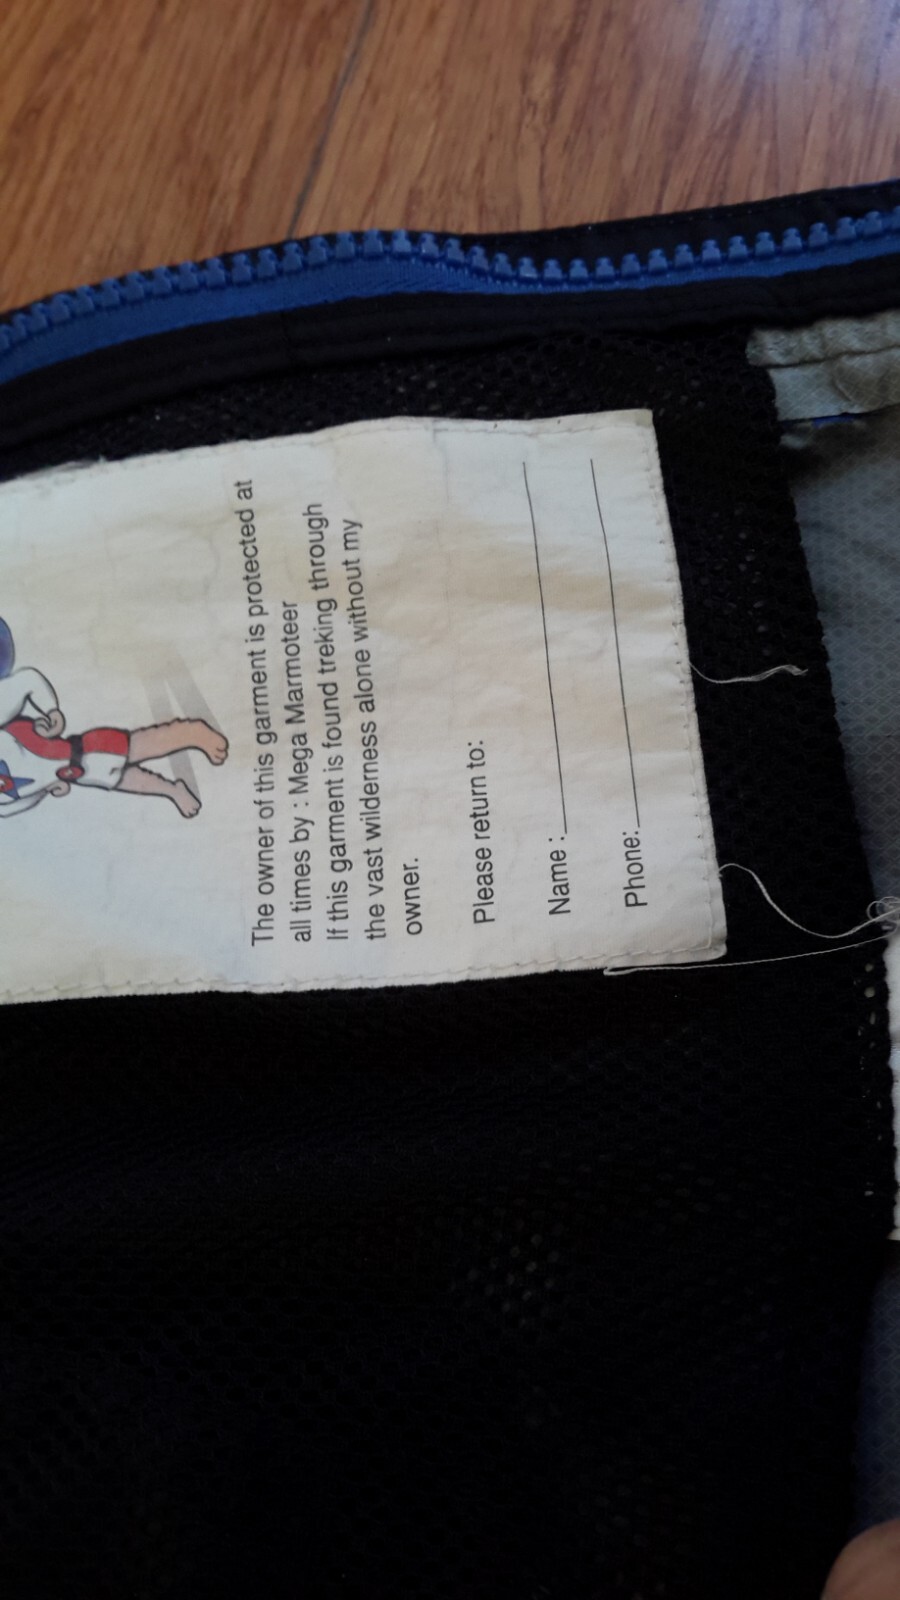 The owner of this garment is protected at
all times by : Mega Marmoteer
If this garment is found treking through
the vast wilderness alone without my
owner.
Please return to:
Name :
Phone: